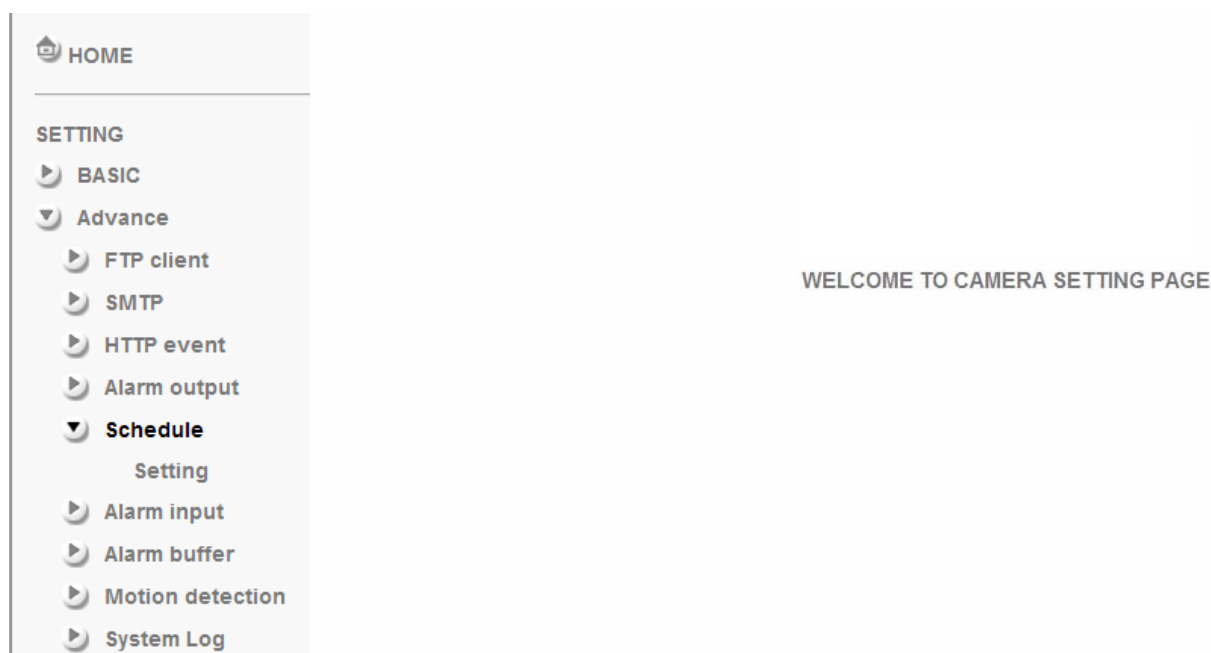 HOME
SETTING
BASIC
Advance
FTP client
SMTP
HTTP event
Alarm output
Schedule
Setting
Alarm input
Alarm buffer
Motion detection
System Log
WELCOME TO CAMERA SETTING PAGE